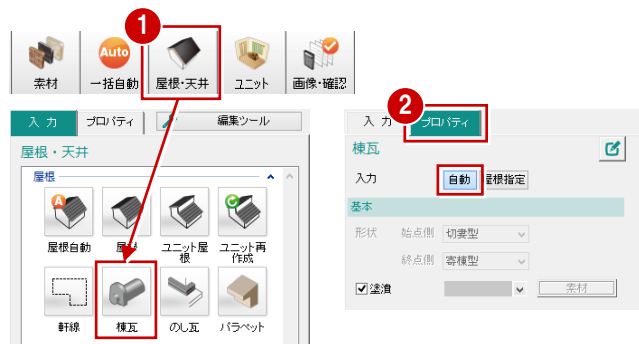 1
Auto
素材 一括自動 屋根･天井 ユニット 画像･確認
入 力 プロパティ 編集ツール
屋根・天井
屋根
A
屋根自動 屋根 ユニット屋根 ユニット再作成
軒線 棟瓦 のし瓦 パラペット
2
入 力 プロパティ
棟瓦
入力 自動 屋根指定
基本
形状 始点側 切妻型
終点側 寄棟型
塗潰 素材